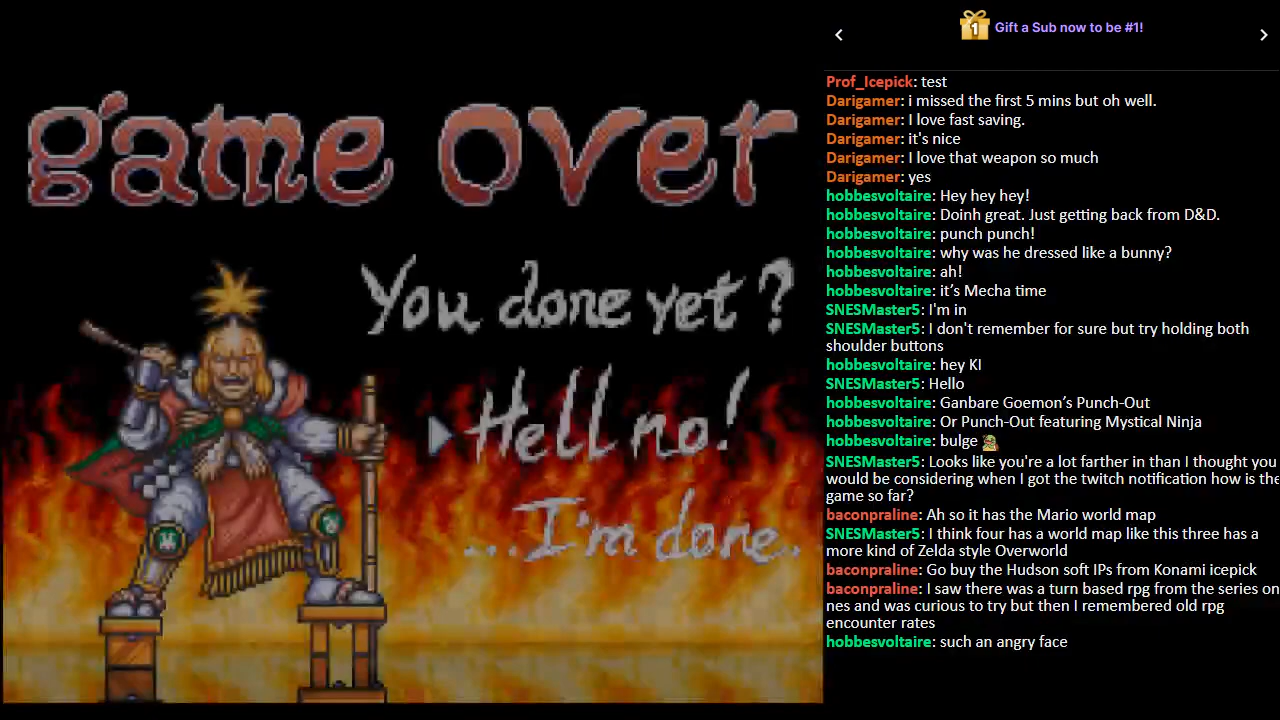 game over
You done yet?
Hell no!
...I'm done.
1 Gift a Sub now to be #1!
Prof_Icepick: test
Darigamer: i missed the first 5 mins but oh well.
Darigamer: I love fast saving.
Darigamer: it's nice
Darigamer: I love that weapon so much
Darigamer: yes
hobbesvoltaire: Hey hey hey!
hobbesvoltaire: Doinh great. Just getting back from D&D.
hobbesvoltaire: punch punch!
hobbesvoltaire: why was he dressed like a bunny?
hobbesvoltaire: ah!
hobbesvoltaire: it’s Mecha time
SNESMaster5: I'm in
SNESMaster5: I don't remember for sure but try holding both
shoulder buttons
hobbesvoltaire: hey KI
SNESMaster5: Hello
hobbesvoltaire: Ganbare Goemon’s Punch-Out
hobbesvoltaire: Or Punch-Out featuring Mystical Ninja
hobbesvoltaire: bulge
SNESMaster5: Looks like you're a lot farther in than I thought you
would be considering when I got the twitch notification how is the
game so far?
baconpraline: Ah so it has the Mario world map
SNESMaster5: I think four has a world map like this three has a
more kind of Zelda style Overworld
baconpraline: Go buy the Hudson soft IPs from Konami icepick
baconpraline: I saw there was a turn based rpg from the series on
nes and was curious to try but then I remembered old rpg
encounter rates
hobbesvoltaire: such an angry face